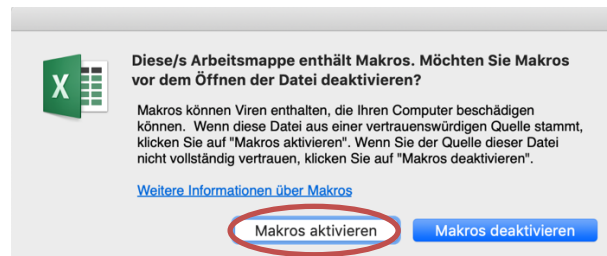 Diese/s Arbeitsmappe enthält Makros. Möchten Sie Makros
vor dem Öffnen der Datei deaktivieren?
Makros können Viren enthalten, die Ihren Computer beschädigen
können. Wenn diese Datei aus einer vertrauenswürdigen Quelle stammt,
klicken Sie auf "Makros aktivieren". Wenn Sie der Quelle dieser Datei
nicht vollständig vertrauen, klicken Sie auf "Makros deaktivieren".
Weitere Informationen über Makros
Makros aktivieren Makros deaktivieren